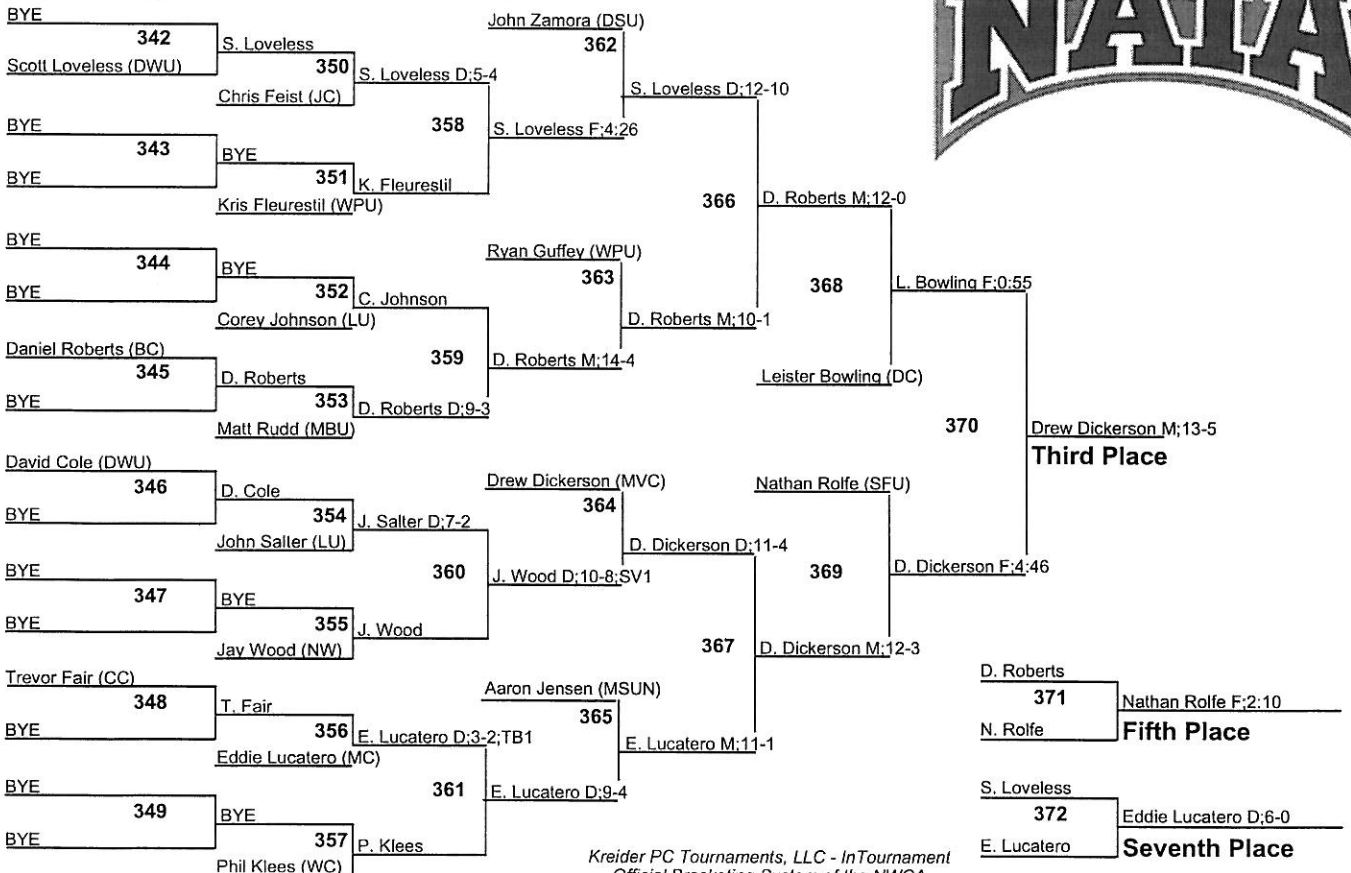 NAIA
BYE
342
Scott Loveless (DWU)
S. Loveless
350
Chris Feist (JC)
S. Loveless D;5-4
BYE
343
BYE
BYE
351
Kris Fleurestil (WPU)
K. Fleurestil
358
S. Loveless F;4:26
John Zamora (DSU)
362
S. Loveless D;12-10
BYE
344
BYE
BYE
352
Corey Johnson (LU)
C. Johnson
Daniel Roberts (BC)
345
BYE
D. Roberts
353
Matt Rudd (MBU)
D. Roberts D;9-3
359
D. Roberts M;14-4
Ryan Guffey (WPU)
363
D. Roberts M;10-1
366
D. Roberts M;12-0
368
Leister Bowling (DC)
L. Bowling F;0:55
David Cole (DWU)
346
BYE
D. Cole
354
John Salter (LU)
J. Salter D;7-2
BYE
347
BYE
BYE
355
Jay Wood (NW)
J. Wood
360
J. Wood D;10-8;SV1
Drew Dickerson (MVC)
364
D. Dickerson D;11-4
Trevor Fair (CC)
348
BYE
T. Fair
356
Eddie Lucatero (MC)
E. Lucatero D;3-2;TB1
BYE
349
BYE
BYE
357
Phil Klees (WC)
P. Klees
361
E. Lucatero D;9-4
Aaron Jensen (MSUN)
365
E. Lucatero M;11-1
367
D. Dickerson M;12-3
Nathan Rolfe (SFU)
369
D. Dickerson F;4:46
370
Drew Dickerson M;13-5
Third Place
D. Roberts
371
N. Rolfe
Nathan Rolfe F;2:10
Fifth Place
S. Loveless
372
E. Lucatero
Eddie Lucatero D;6-0
Seventh Place
Kreider PC Tournaments, LLC - InTournament
Official Bracketing System of the NWCA